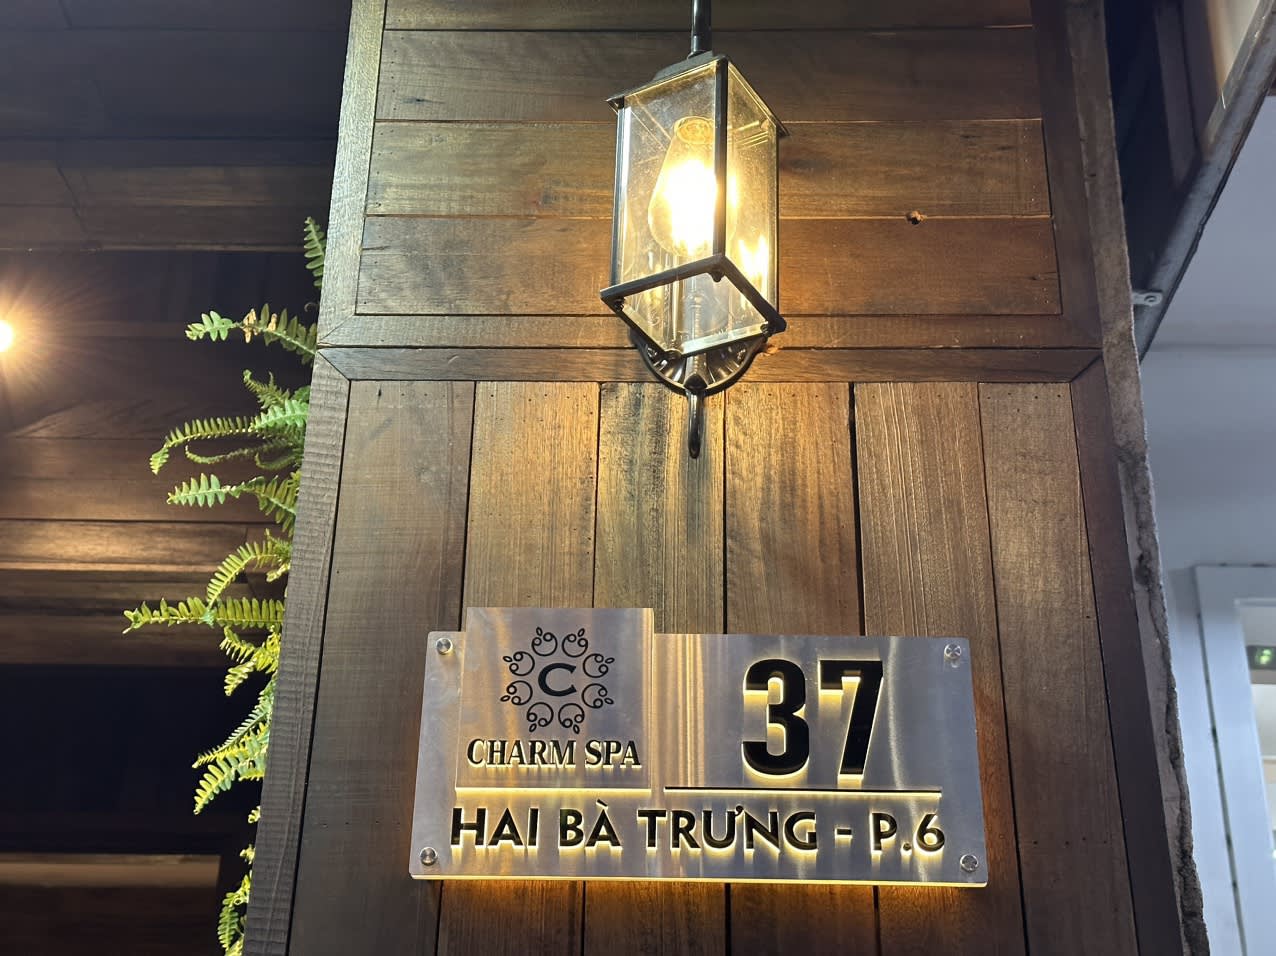 C
CHARM SPA
37
HAI BÀ TRƯNG - P.6